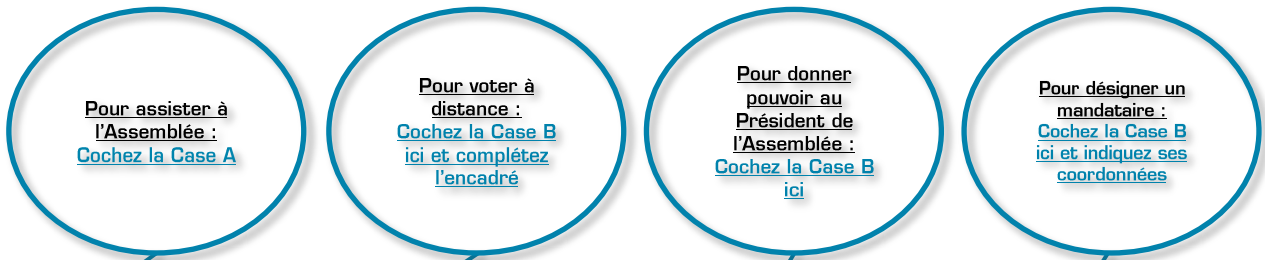 Pour assister à
l'Assemblée :
Cochez la Case A
Pour voter à
distance :
Cochez la Case B
ici et complétez
l'encadré
Pour donner
pouvoir au
Président de
l'Assemblée :
Cochez la Case B
ici
Pour désigner un
mandataire :
Cochez la Case B
ici et indiquez ses
coordonnées